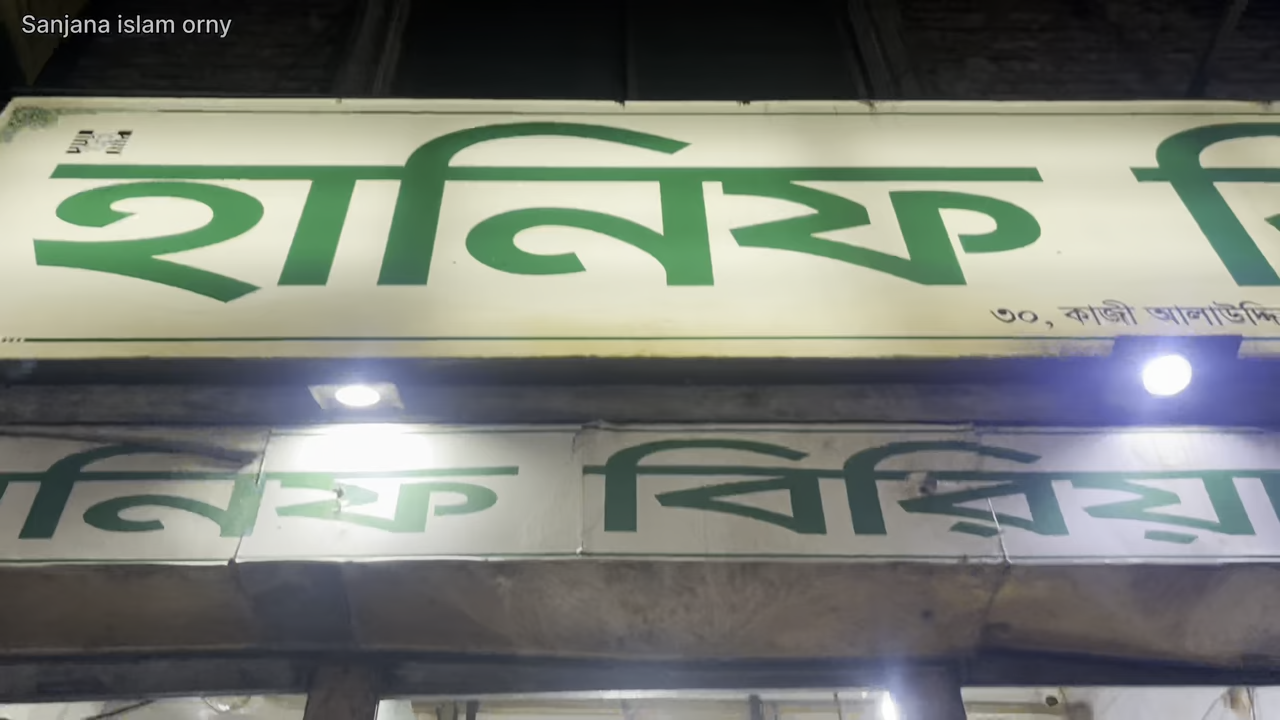 Sanjana islam orny
হানিফ বি
৩০, কাজী আলাউদ্দি
নিফ বিরিয়া